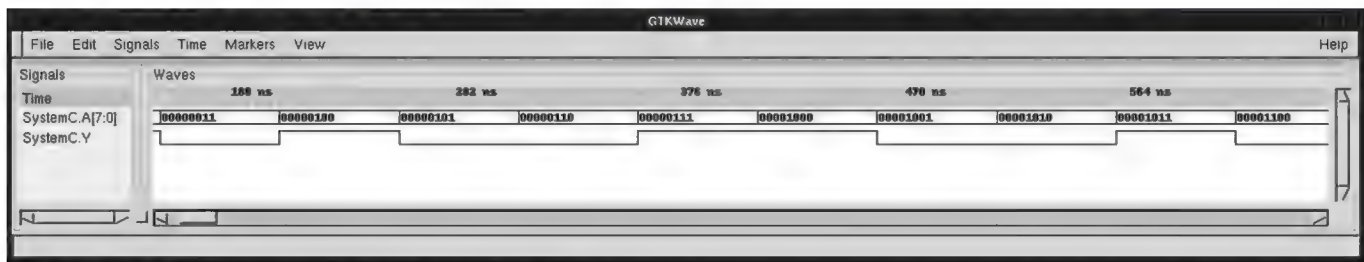 GTKWave
File Edit Signals Time Markers View Help
Signals Waves
Time 188 ns 282 ns 376 ns 470 ns 564 ns
SystemC.A[7:0] 00000011 00000100 00000101 00000110 00000111 00001000 00001001 00001010 00001011 00001100
SystemC.Y